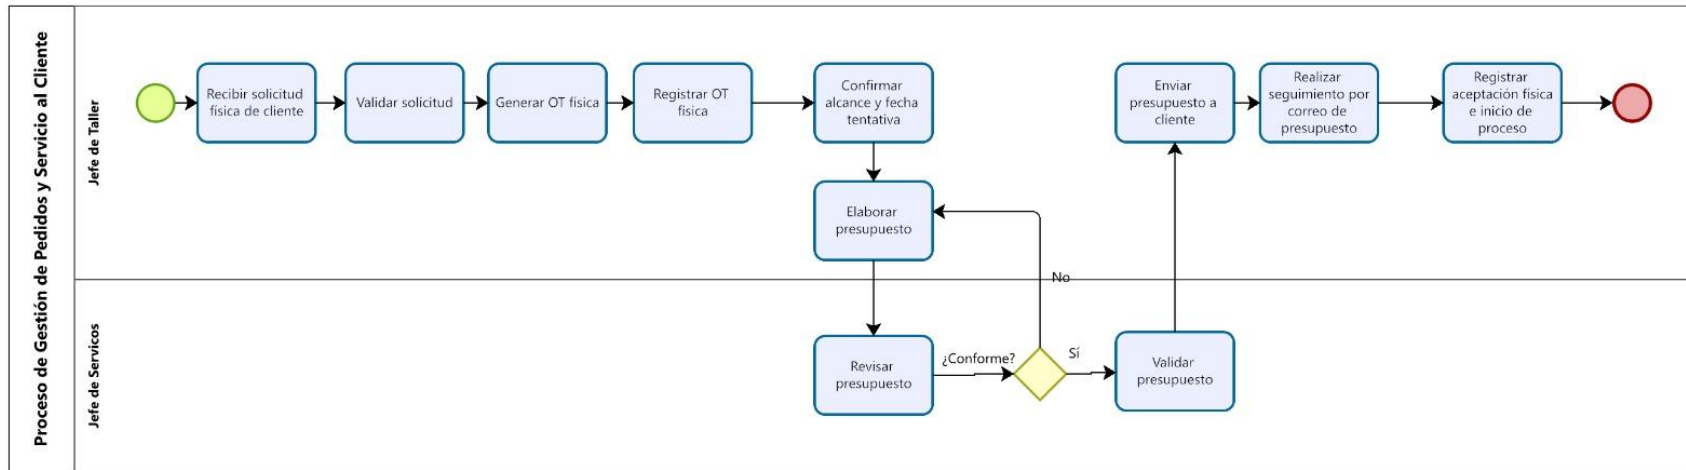 Proceso de Gestión de Pedidos y Servicio al Cliente
Jefe de Taller
Recibir solicitud
física de cliente
Validar solicitud
Generar OT física
Registrar OT
física
Confirmar
alcance y fecha
tentativa
Elaborar
presupuesto
Enviar
presupuesto a
cliente
Realizar
seguimiento por
correo de
presupuesto
Registrar
aceptación física
e inicio de
proceso
No
Jefe de Servicos
Revisar
presupuesto
¿Conforme?
Sí
Validar
presupuesto